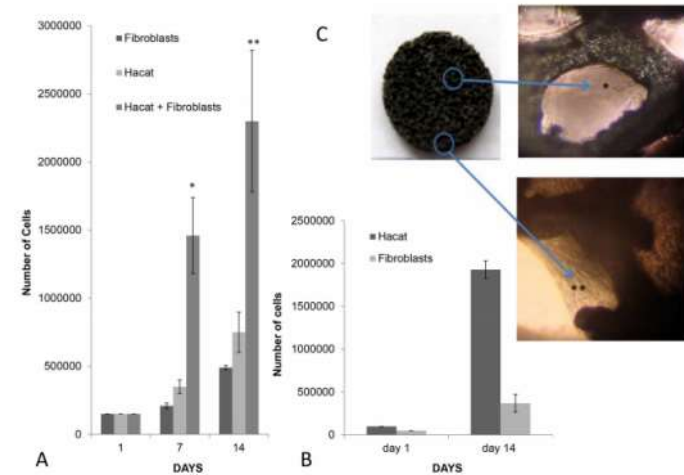 3000000
2500000
2000000
1500000
1000000
500000
0
Number of Cells
Fibroblasts
Hacat
Hacat + Fibroblasts
*
**
1
7
14
DAYS
A
C
*
**
2500000
2000000
1500000
1000000
500000
0
Number of cells
Hacat
Fibroblasts
day 1
day 14
DAYS
B